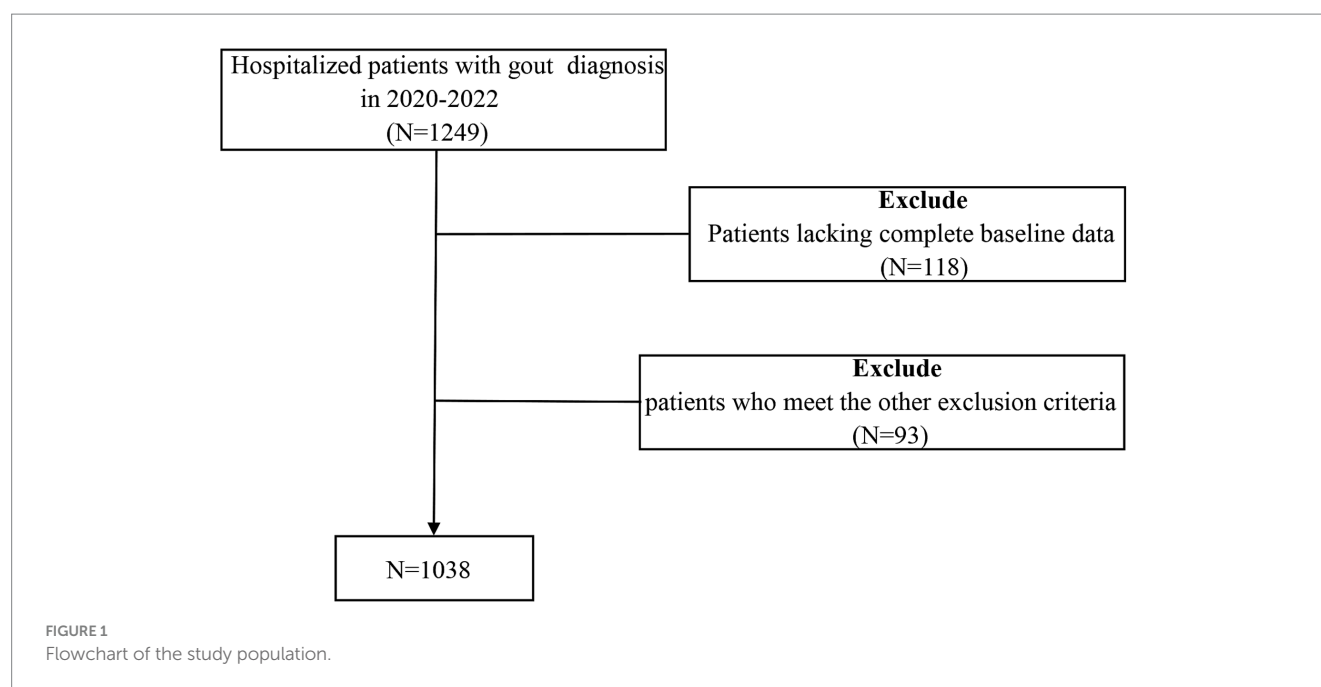 Hospitalized patients with gout diagnosis
in 2020-2022
(N=1249)
Exclude
Patients lacking complete baseline data
(N=118)
Exclude
patients who meet the other exclusion criteria
(N=93)
N=1038
FIGURE 1
Flowchart of the study population.